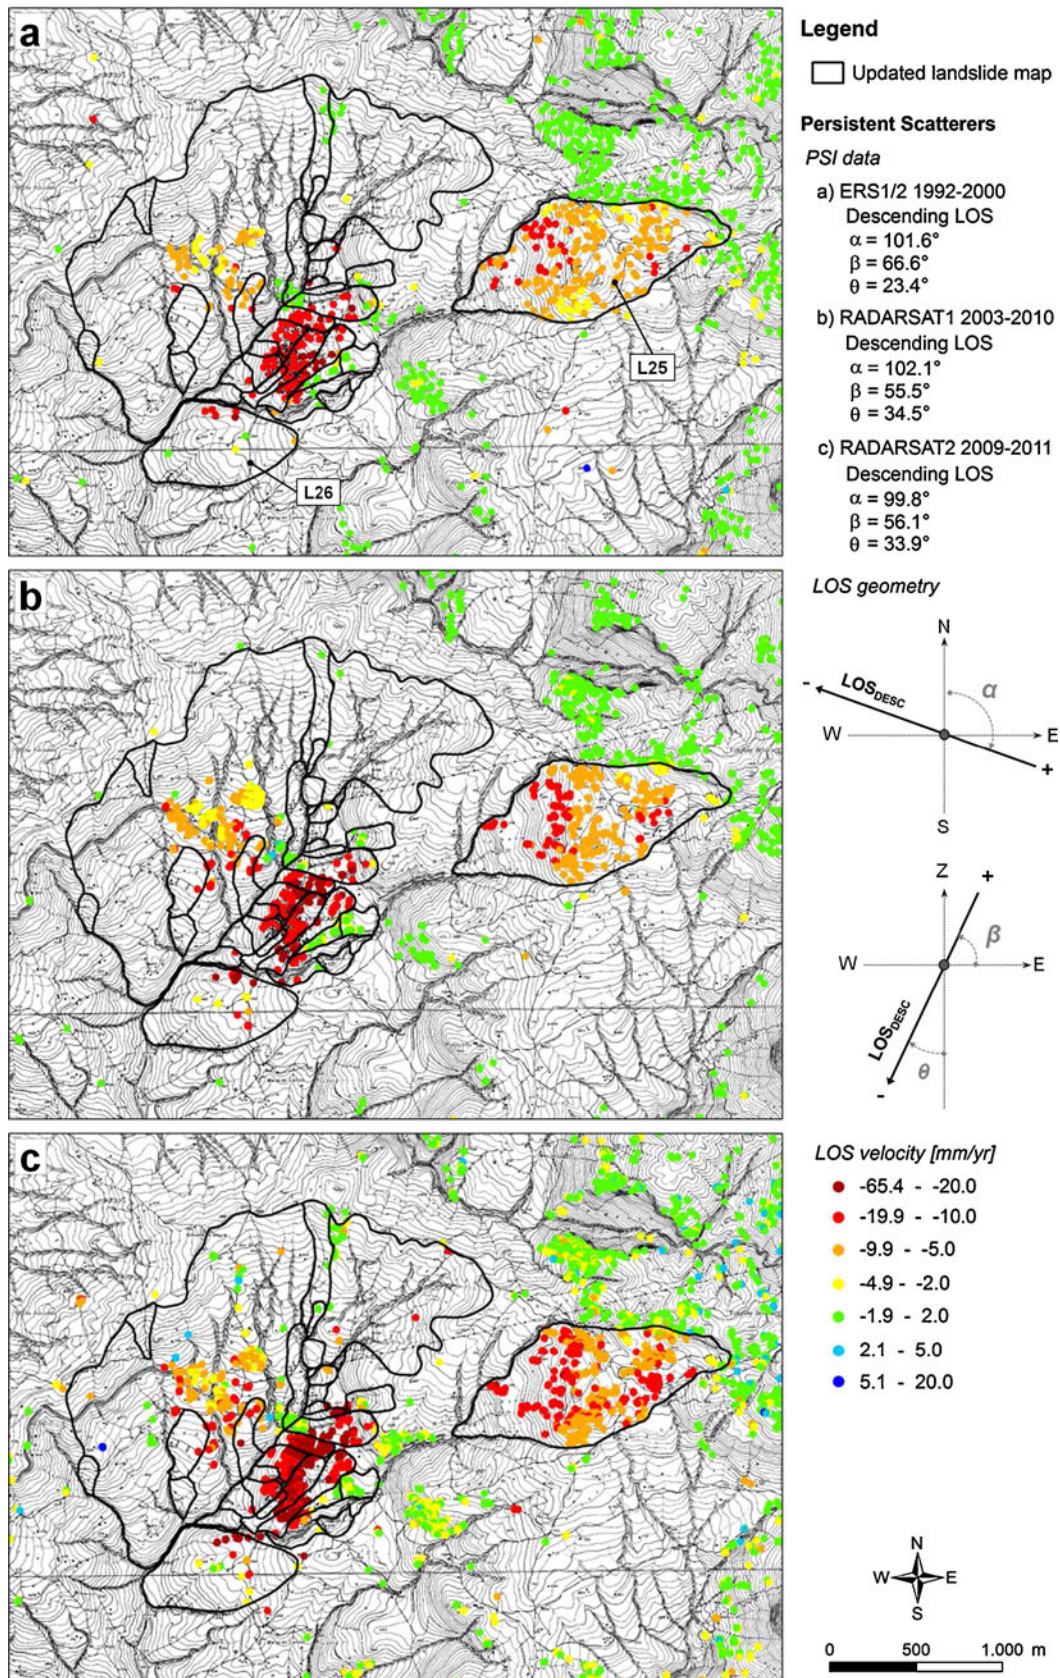 a
L25
L26
b
c
Legend
Updated landslide map
Persistent Scatterers
PSI data
a) ERS1/2 1992-2000
Descending LOS
α = 101.6°
β = 66.6°
θ = 23.4°
b) RADARSAT1 2003-2010
Descending LOS
α = 102.1°
β = 55.5°
θ = 34.5°
c) RADARSAT2 2009-2011
Descending LOS
α = 99.8°
β = 56.1°
θ = 33.9°
LOS geometry
N
- LOSDESC α
W E
+
S
Z
+
β
W E
LOSDESC
θ
-
LOS velocity [mm/yr]
-65.4 - -20.0
-19.9 - -10.0
-9.9 - -5.0
-4.9 - -2.0
-1.9 - 2.0
2.1 - 5.0
5.1 - 20.0
N
W E
S
0 500 1.000 m